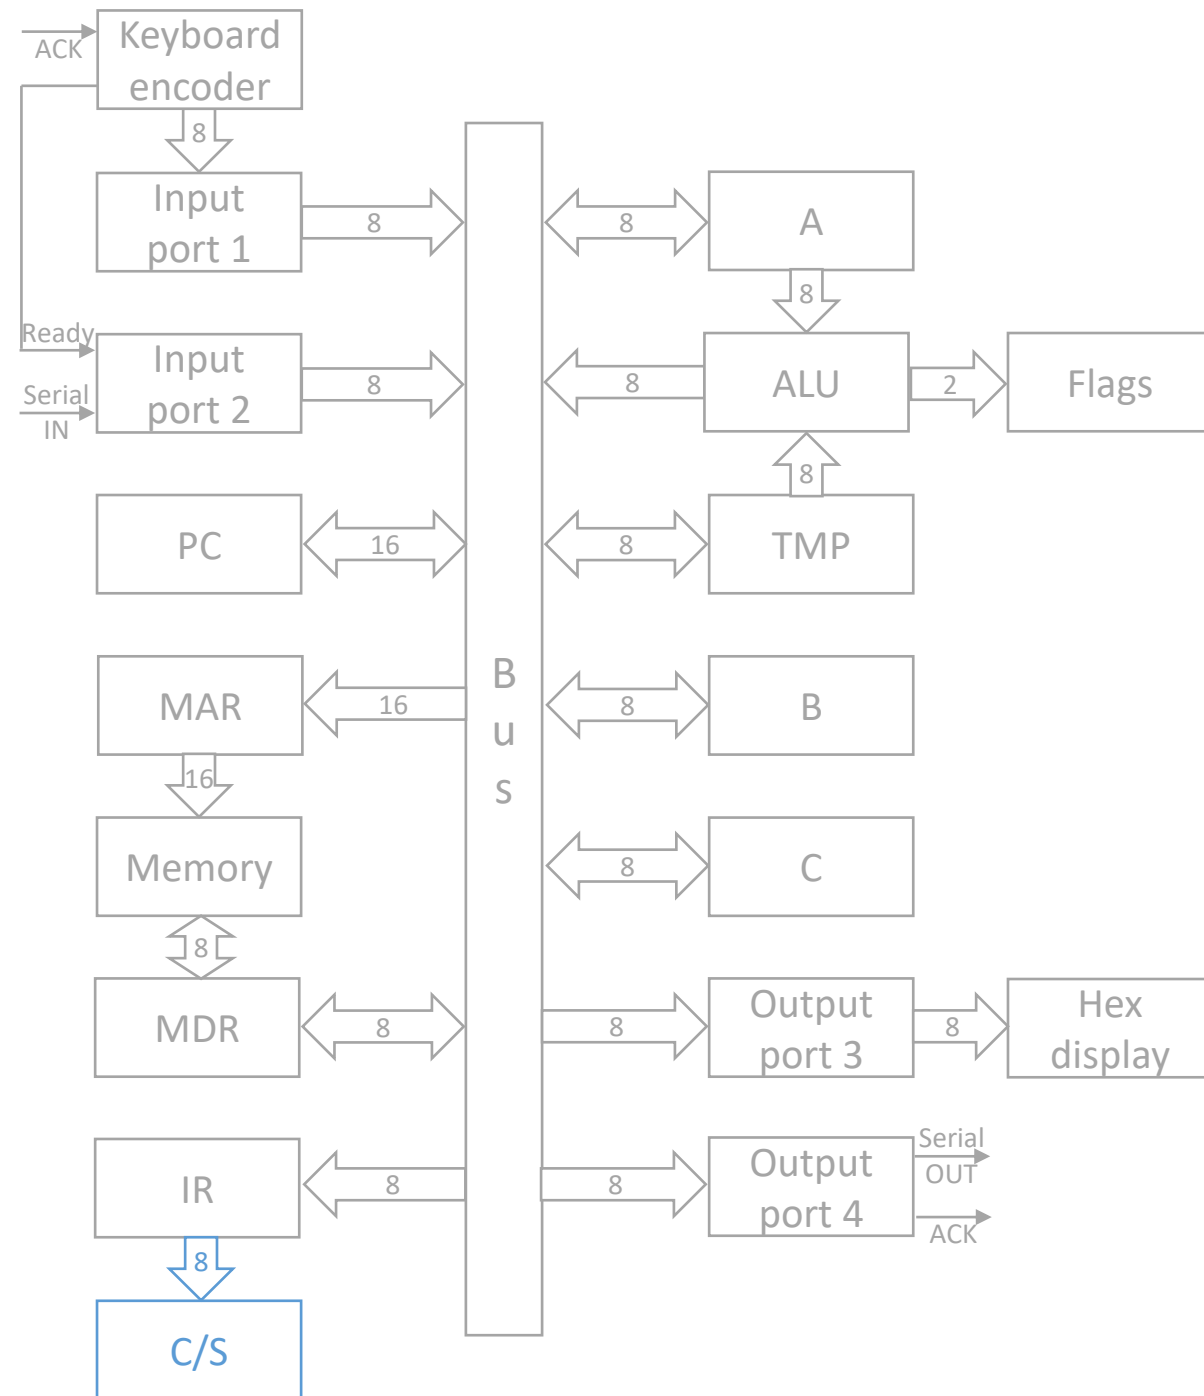 Keyboard
encoder
ACK
8
Input
port 1
8
Ready
Serial
IN
Input
port 2
8
PC
16
MAR
16
16
Memory
8
MDR
8
IR
8
8
C/S
B
u
s
8
A
8
8
ALU
2
Flags
8
8
TMP
8
B
8
C
8
Output
port 3
8
Hex
display
8
Output
port 4
Serial
OUT
ACK